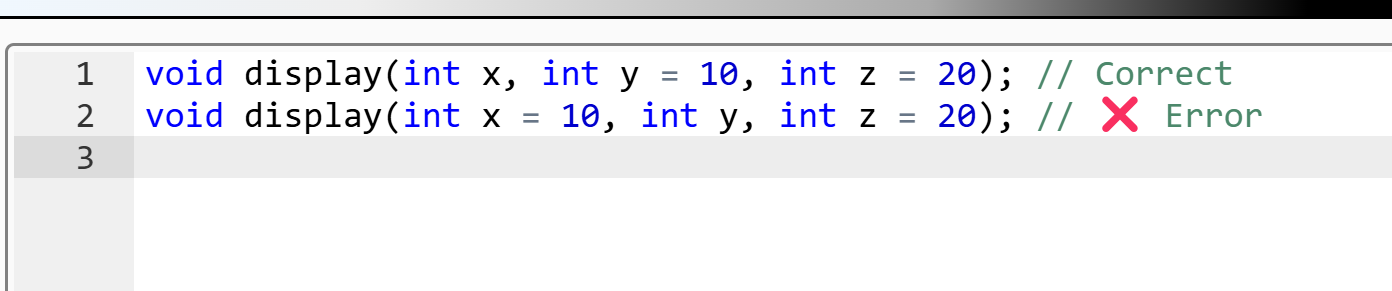 1 void display(int x, int y = 10, int z = 20); // Correct
2 void display(int x = 10, int y, int z = 20); // ❌ Error
3